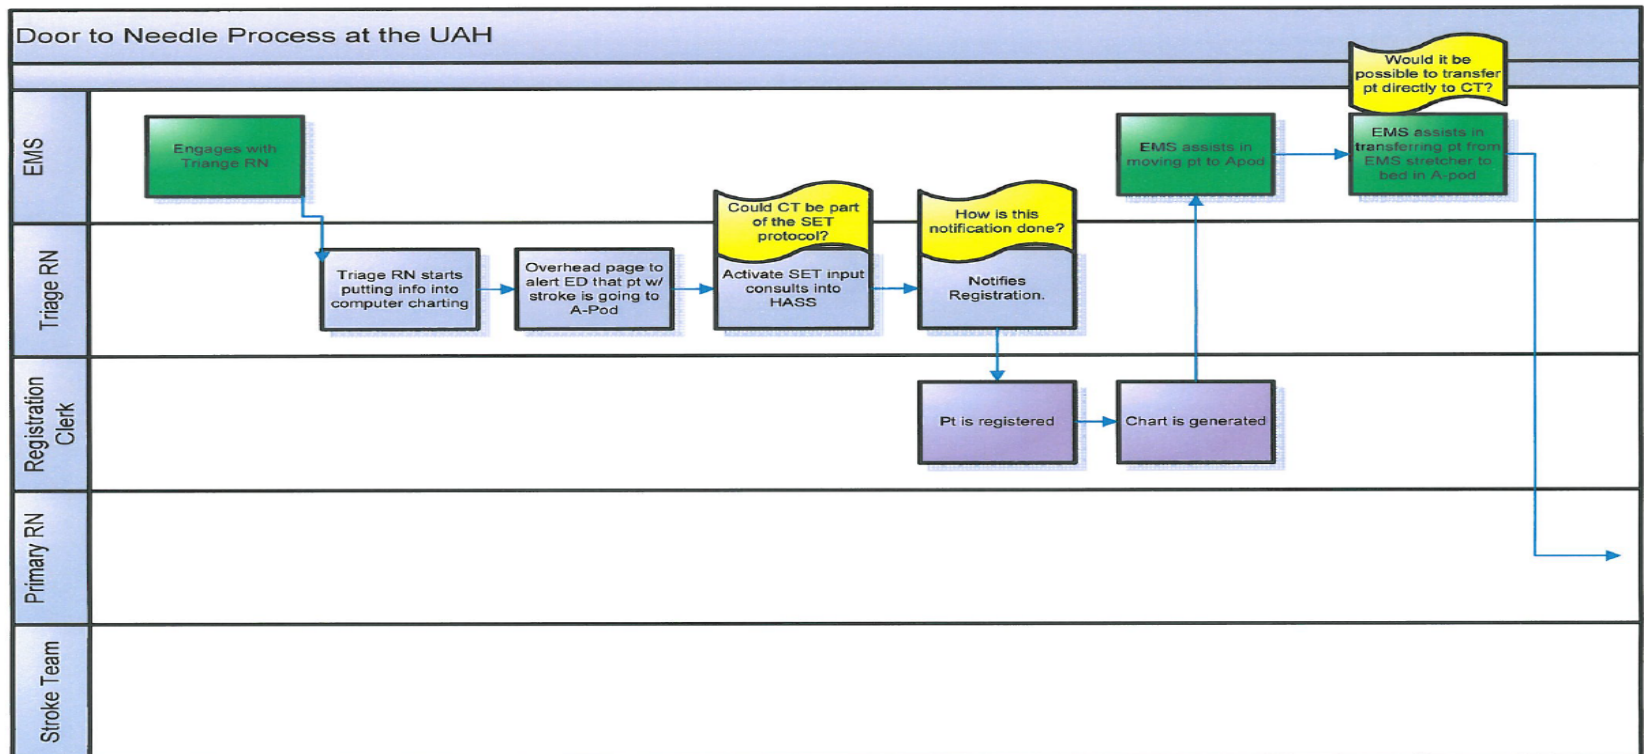 Door to Needle Process at the UAH
Would it be
possible to transfer
pt directly to CT?
EMS
Engages with
Triange RN
EMS assists in
moving pt to Apod
EMS assists in
transferring pt from
EMS stretcher to
bed in A-pod
Could CT be part
of the SET
protocol?
How is this
notification done?
Triage RN
Triage RN starts
putting info into
computer charting
Overhead page to
alert ED that pt w/
stroke is going to
A-Pod
Activate SET input
consults into
HASS
Notifies
Registration.
Registration
Clerk
Pt is registered
Chart is generated
Primary RN
Stroke Team